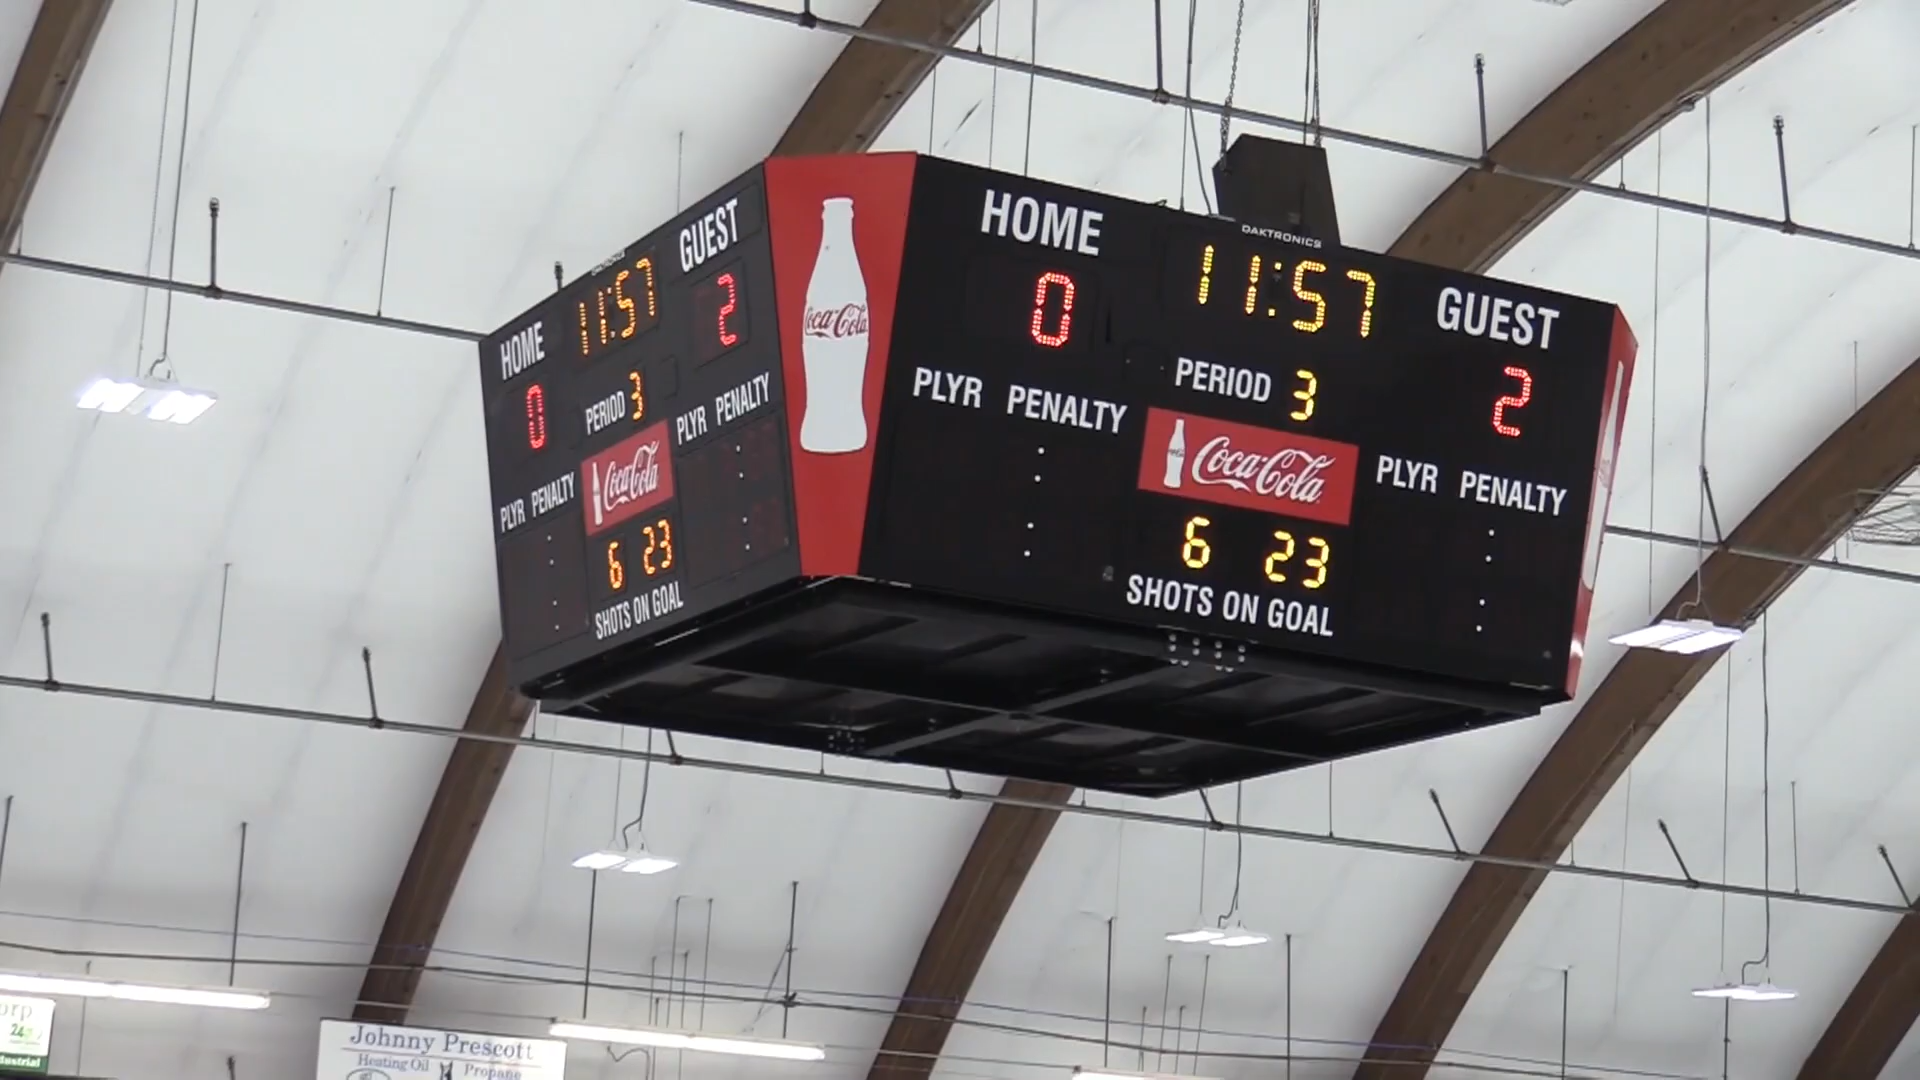 HOME
11:57
GUEST
0
2
PERIOD 3
PLYR PENALTY
PLYR PENALTY
Coca-Cola
6 23
SHOTS ON GOAL
Coca-Cola
DAKTRONICS
HOME
11:57
GUEST
0
2
PERIOD 3
PLYR PENALTY
PLYR PENALTY
Coca-Cola
6 23
SHOTS ON GOAL
Johnny Prescott
Heating Oil Propane